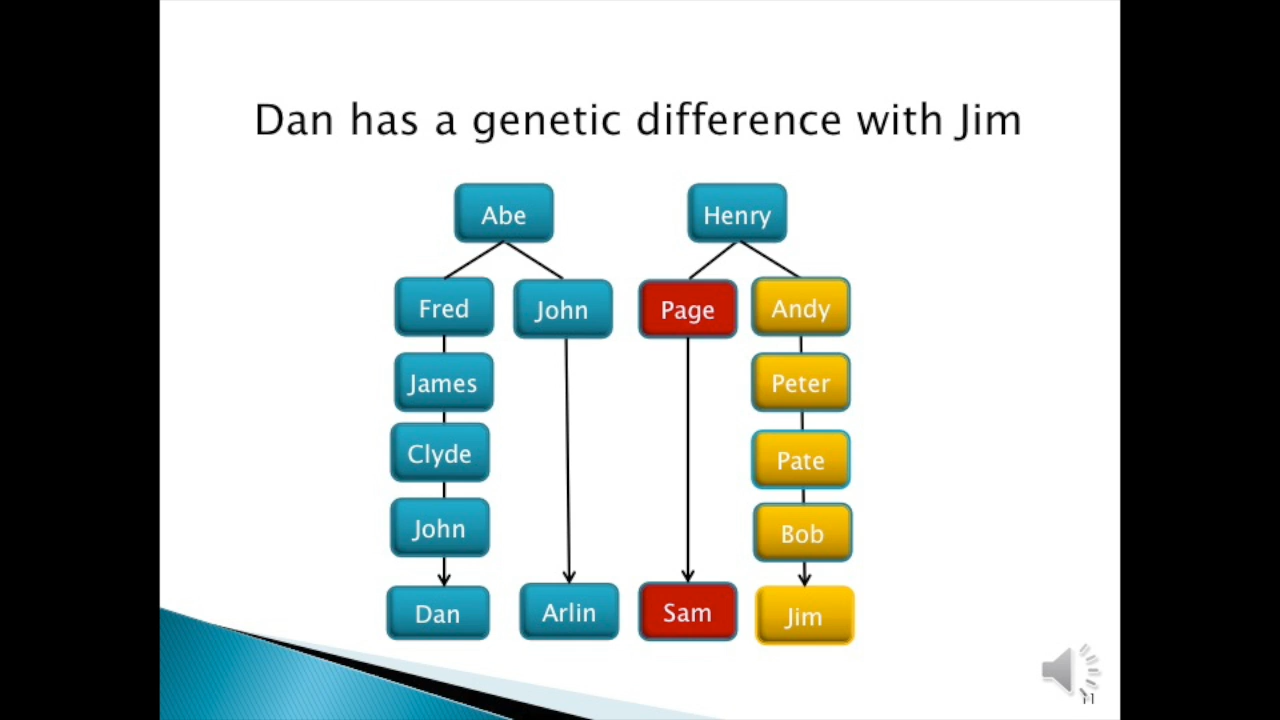 Dan has a genetic difference with Jim
Abe
Henry
Fred
John
Page
Andy
James
Peter
Clyde
Pate
John
Bob
Dan
Arlin
Sam
Jim
11